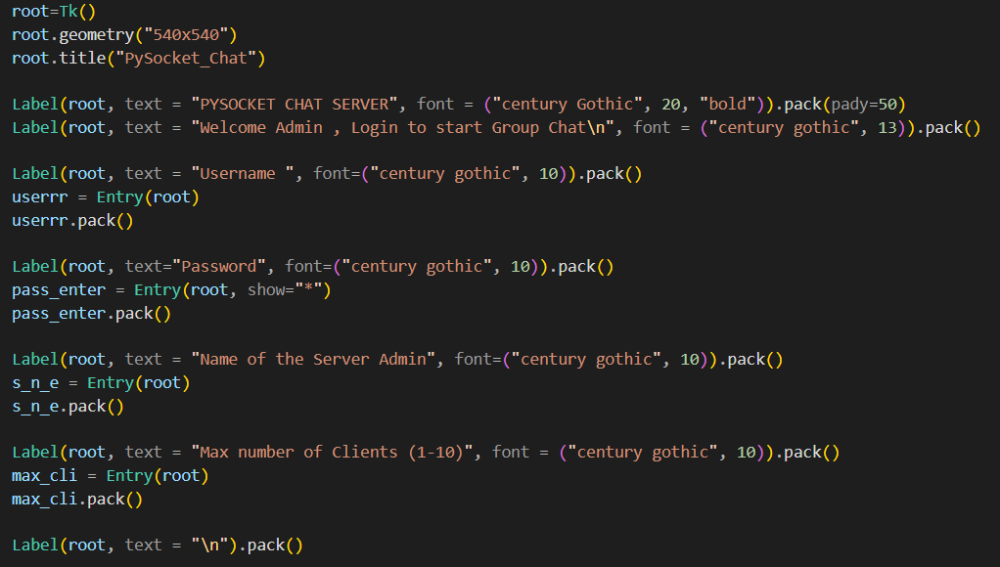 root=Tk()
root.geometry("540x540")
root.title("PySocket_Chat")
Label(root, text = "PYSOCKET CHAT SERVER", font = ("century Gothic", 20, "bold")).pack(pady=50)
Label(root, text = "Welcome Admin , Login to start Group Chat\n", font = ("century gothic", 13)).pack()
Label(root, text = "Username ", font=("century gothic", 10)).pack()
userrr = Entry(root)
userrr.pack()
Label(root, text="Password", font=("century gothic", 10)).pack()
pass_enter = Entry(root, show="*")
pass_enter.pack()
Label(root, text = "Name of the Server Admin", font=("century gothic", 10)).pack()
s_n_e = Entry(root)
s_n_e.pack()
Label(root, text = "Max number of Clients (1-10)", font = ("century gothic", 10)).pack()
max_cli = Entry(root)
max_cli.pack()
Label(root, text = "\n").pack()